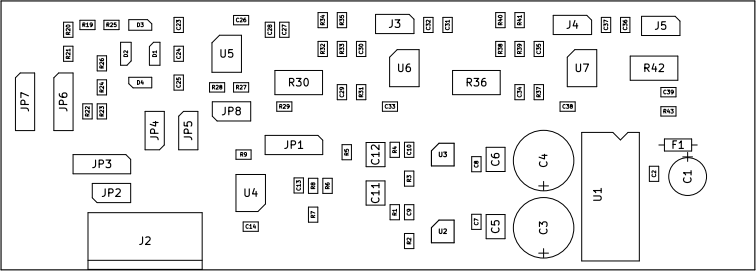 R20 R19 R25 D3 C23 C26 C28 C27 R34 R35 J3 C32 C31 R40 R41 J4 C37 C36 J5
R21 R26 D2 D1 C24 U5 R32 R33 C30 R38 R39 C35
U6 U7 R42
JP7 JP6 R24 D4 C25 R28 R27 R30 C29 R31 R36 C34 R37 C39
R22 R23 JP8 R29 C33 C38 R43
JP4 JP5
JP1 R5 C12 R4 C10 U3 C8 C6 C4 F1
JP3 R9
C2 C1
JP2 U4 C13 R8 R6 C11 R3 U1
R7 R1 C9 C7 C5 C3
C14 U2
J2 R2